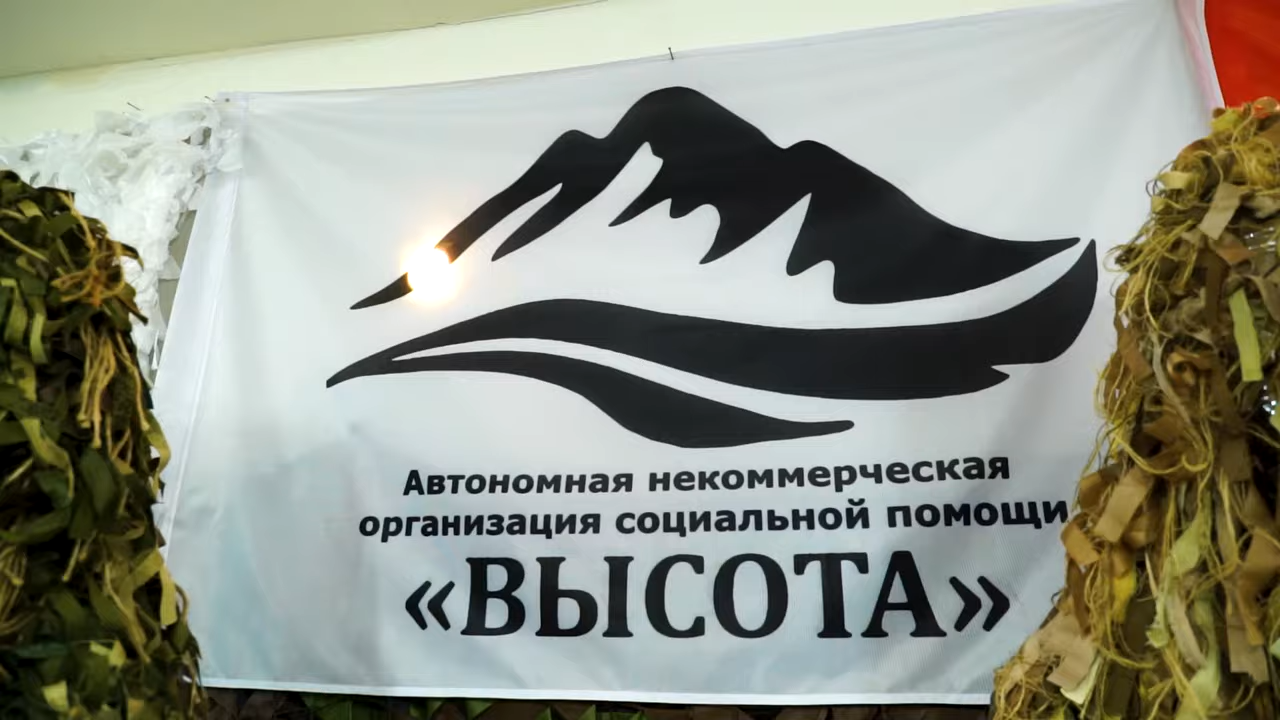 Автономная некоммерческая
организация социальной помощи
«ВЫСОТА»